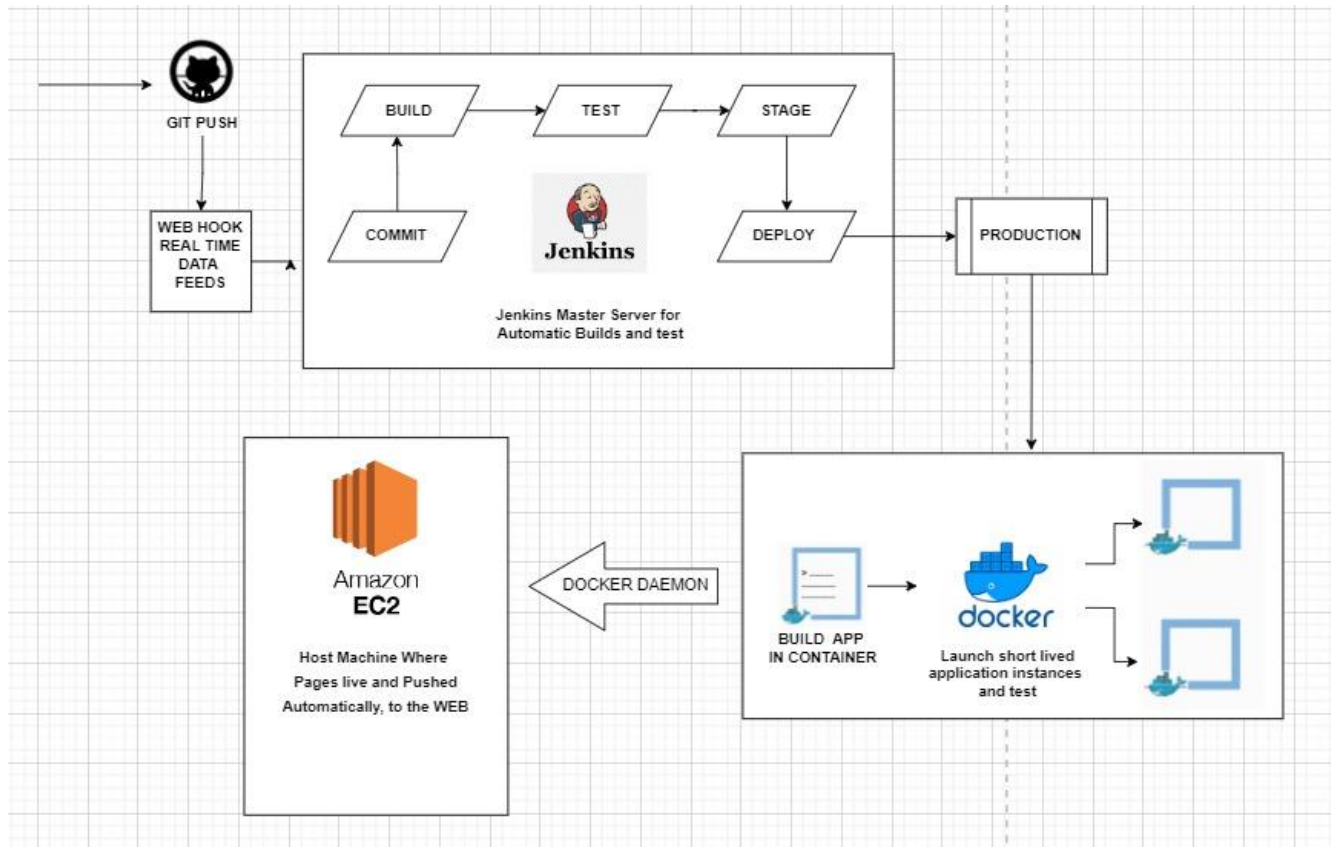 GIT PUSH
WEB HOOK
REAL TIME
DATA
FEEDS
BUILD
TEST
STAGE
COMMIT
Jenkins
DEPLOY
Jenkins Master Server for
Automatic Builds and test
PRODUCTION
Amazon
EC2
Host Machine Where
Pages live and Pushed
Automatically, to the WEB
DOCKER DAEMON
BUILD APP
IN CONTAINER
docker
Launch short lived
application instances
and test